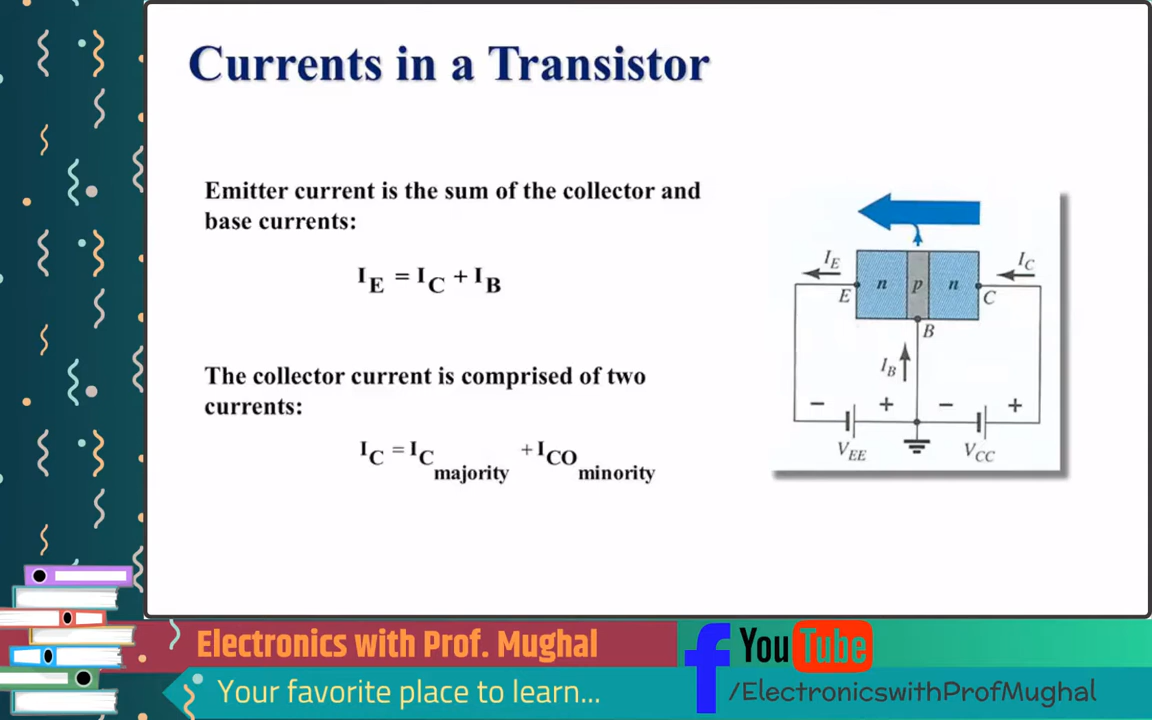 Currents in a Transistor
Emitter current is the sum of the collector and
base currents:
I_E = I_C + I_B
The collector current is comprised of two
currents:
I_C = I_C majority + I_CO minority
I_E
I_C
n p n
E
C
B
I_B
− + − +
V_EE
V_CC
Electronics with Prof. Mughal
Your favorite place to learn...
f YouTube
/ElectronicswithProfMughal